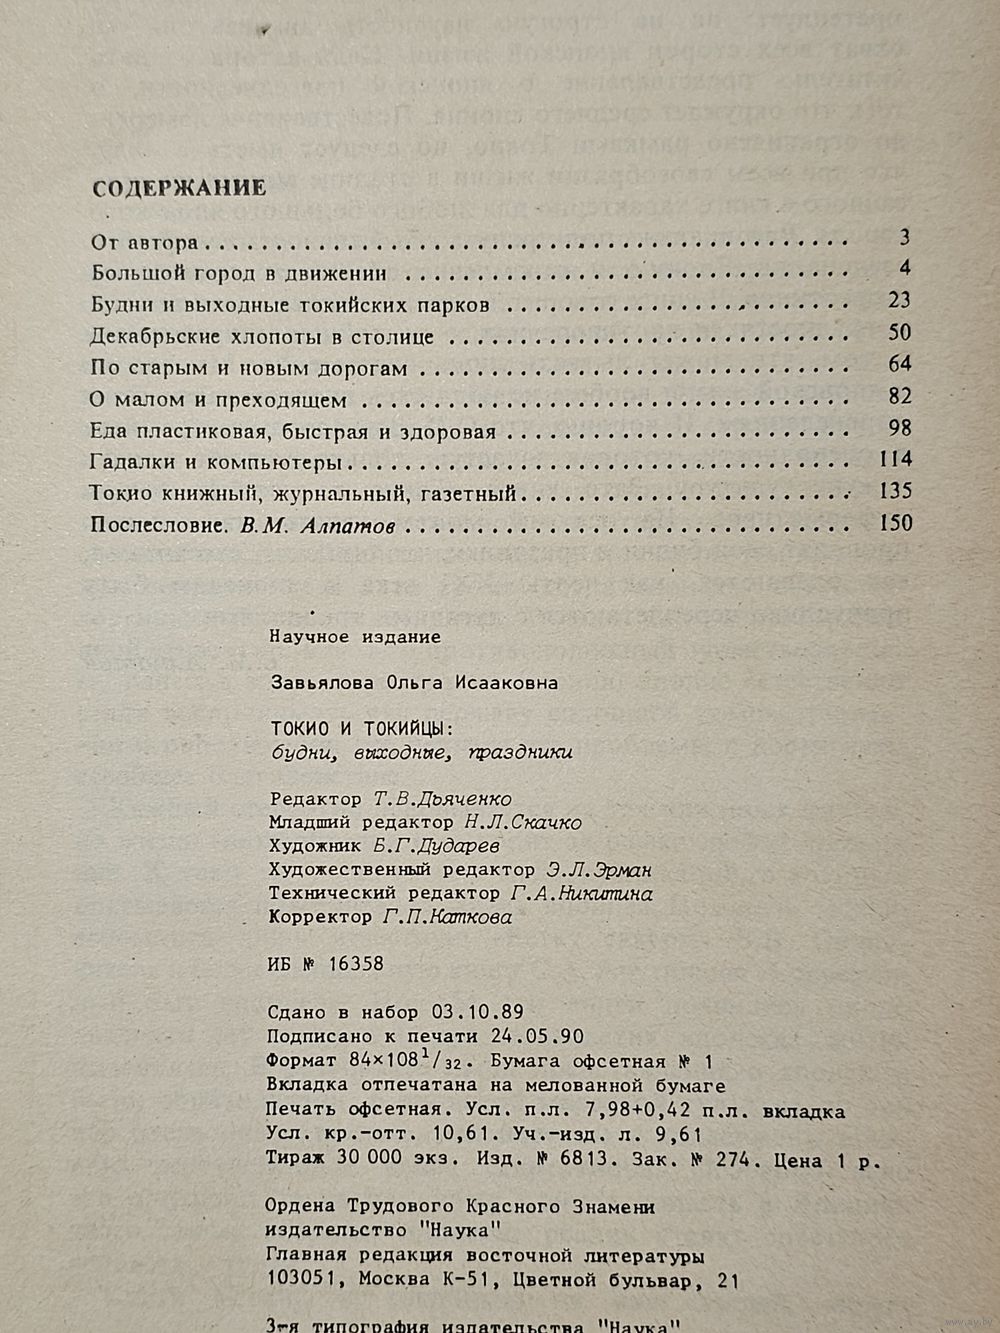 СОДЕРЖАНИЕ
От автора . . . . . . . . . . . . . . . . . . . . 3
Большой город в движении . . . . . . . . . . . . . . . . . . . . 4
Будни и выходные токийских парков . . . . . . . . . . . . . . . . . . . . 23
Декабрьские хлопоты в столице . . . . . . . . . . . . . . . . . . . . 50
По старым и новым дорогам . . . . . . . . . . . . . . . . . . . . 64
О малом и преходящем . . . . . . . . . . . . . . . . . . . . 82
Еда пластиковая, быстрая и здоровая . . . . . . . . . . . . . . . . . . . . 98
Гадалки и компьютеры . . . . . . . . . . . . . . . . . . . . 114
Токио книжный, журнальный, газетный . . . . . . . . . . . . . . . . . . . . 135
Послесловие. В.М. Алпатов . . . . . . . . . . . . . . . . . . . . 150
Научное издание
Завьялова Ольга Исааковна
ТОКИО И ТОКИЙЦЫ:
будни, выходные, праздники
Редактор Т.В.Дьяченко
Младший редактор Н.Л.Скачко
Художник Б.Г.Дударев
Художественный редактор Э.Л.Эрман
Технический редактор Г.А.Никитина
Корректор Г.П.Каткова
ИБ № 16358
Сдано в набор 03.10.89
Подписано к печати 24.05.90
Формат 84×108 1/32. Бумага офсетная № 1
Вкладка отпечатана на мелованной бумаге
Печать офсетная. Усл. п.л. 7,98+0,42 п.л. вкладка
Усл. кр.-отт. 10,61. Уч.-изд. л. 9,61
Тираж 30 000 экз. Изд. № 6813. Зак. № 274. Цена 1 р.
Ордена Трудового Красного Знамени
издательство "Наука"
Главная редакция восточной литературы
103051, Москва К-51, Цветной бульвар, 21
3-я типография издательства "Наука"
www.ay.by